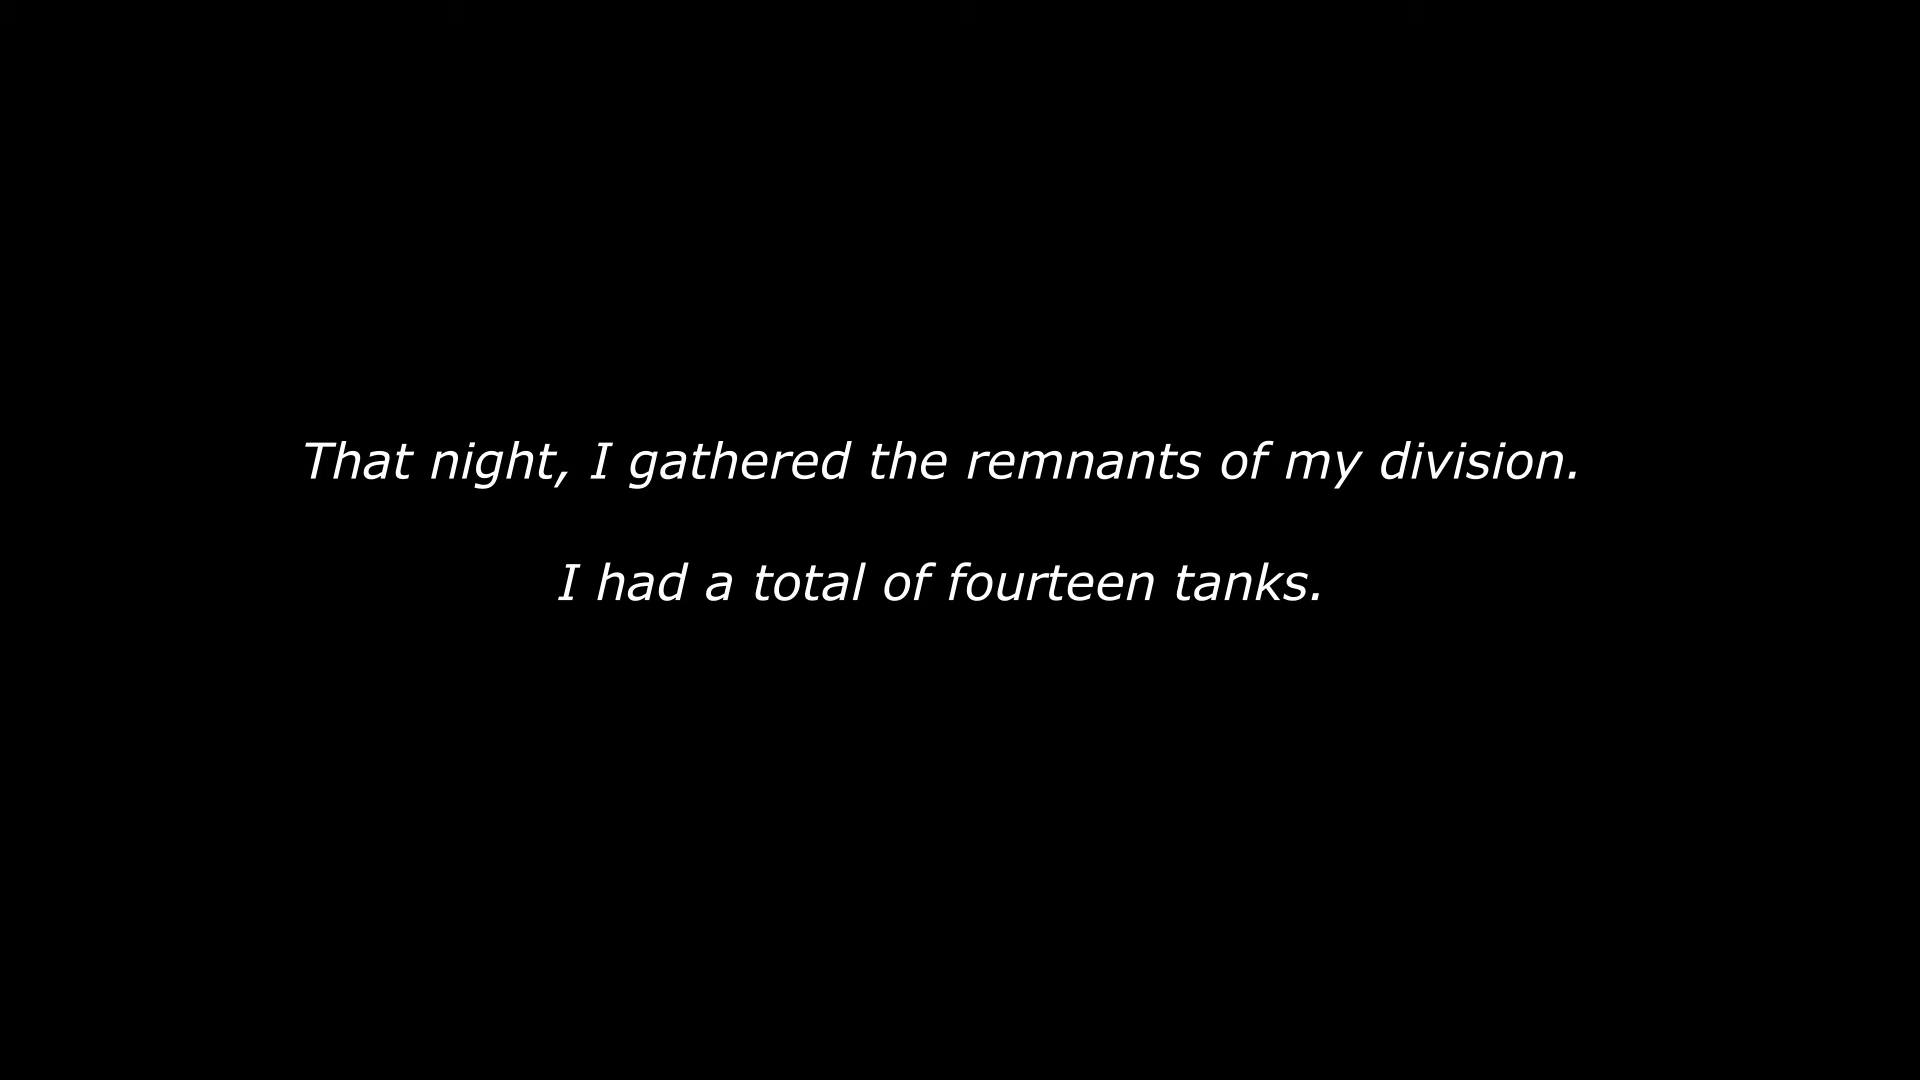 That night, I gathered the remnants of my division.
I had a total of fourteen tanks.